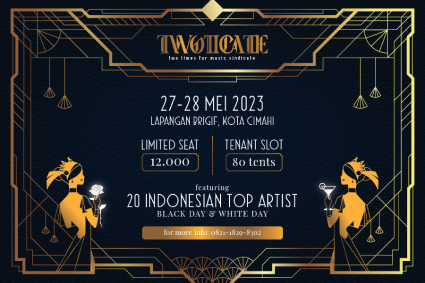 TWOTICATE
two times for music sindicate
27-28 MEI 2023
LAPANGAN BRIGIF, KOTA CIMAHI
LIMITED SEAT
12.000
TENANT SLOT
80 tents
featuring
20 INDONESIAN TOP ARTIST
BLACK DAY & WHITE DAY
for more info: 0821-1829-8302